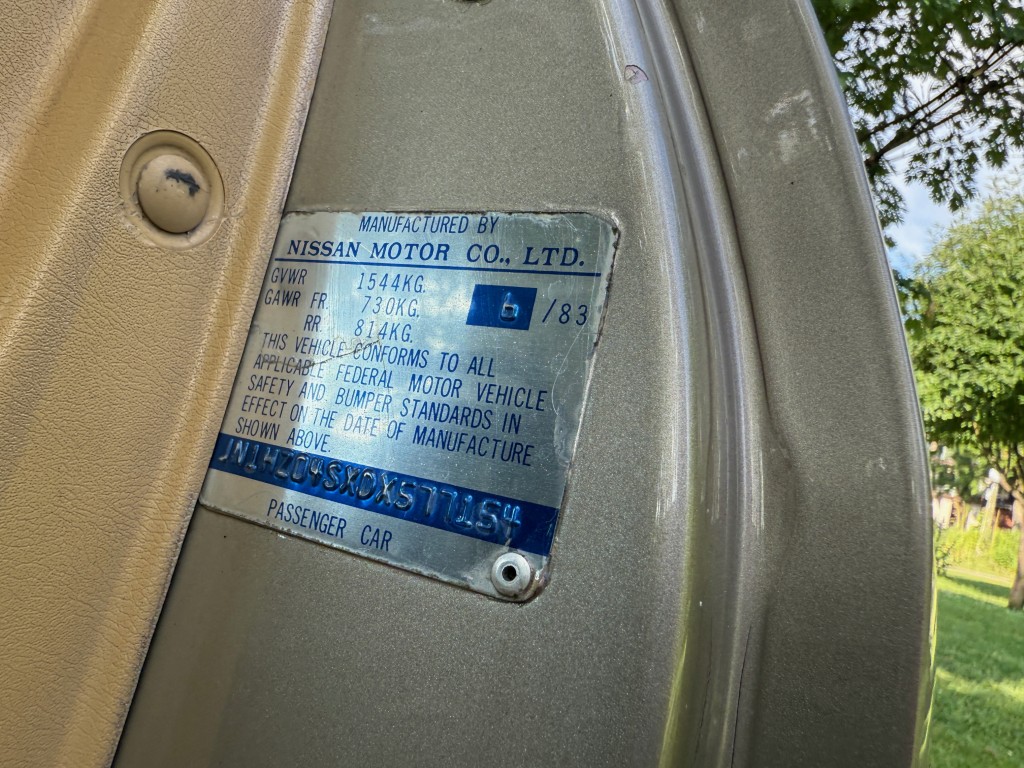 MANUFACTURED BY
NISSAN MOTOR CO., LTD.
GVWR 1544KG.
GAWR FR. 730KG. 6 /83
RR. 814KG.
THIS VEHICLE CONFORMS TO ALL
APPLICABLE FEDERAL MOTOR VEHICLE
SAFETY AND BUMPER STANDARDS IN
EFFECT ON THE DATE OF MANUFACTURE
SHOWN ABOVE.
JN1HZ04SXDX577154
PASSENGER CAR